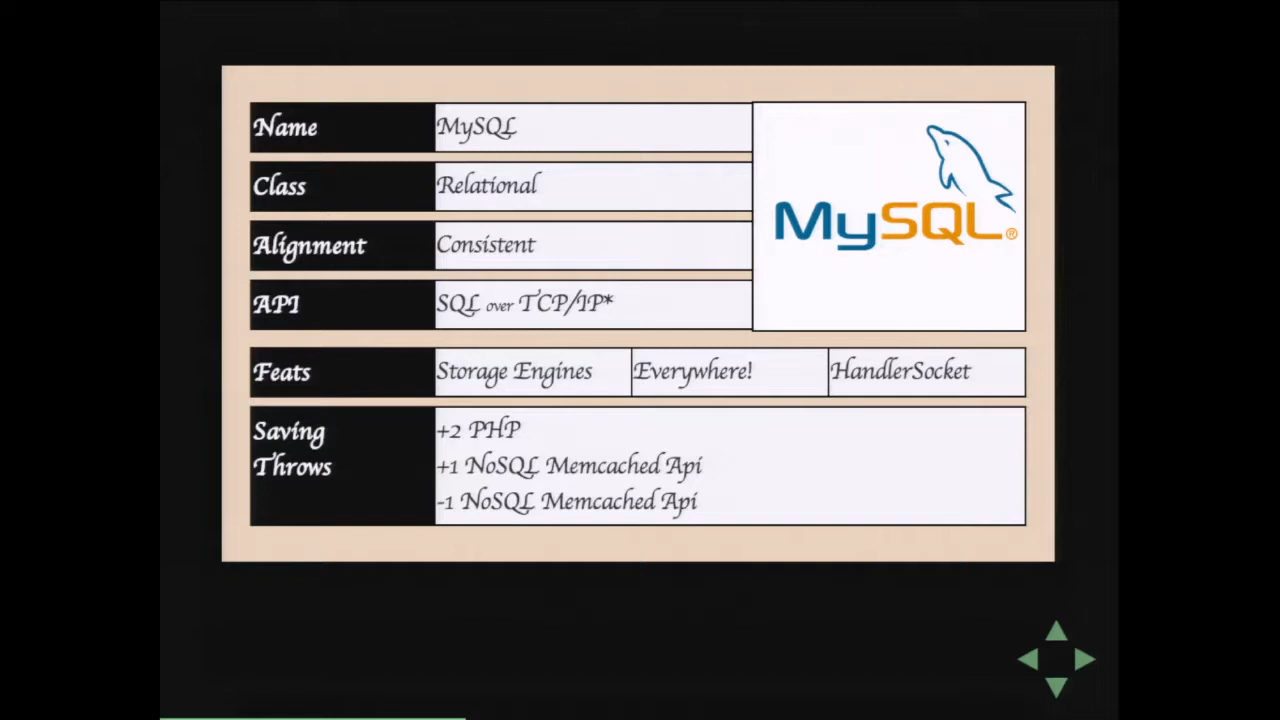 Name MySQL
Class Relational
Alignment Consistent
API SQL over TCP/IP*
MySQL®
Feats Storage Engines Everywhere! HandlerSocket
Saving Throws
+2 PHP
+1 NoSQL Memcached Api
-1 NoSQL Memcached Api